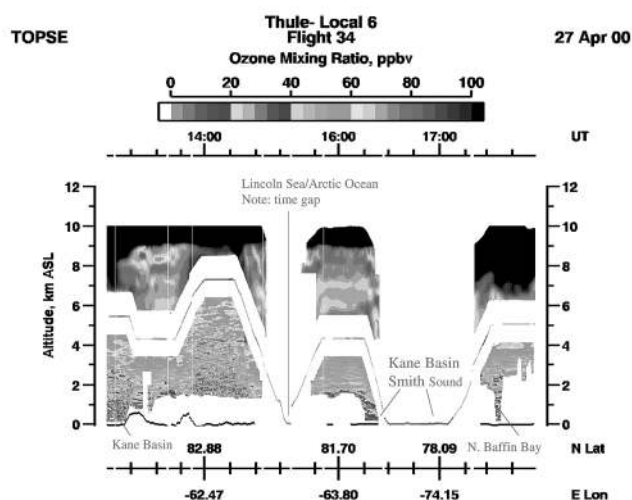 Thule- Local 6
TOPSE Flight 34 27 Apr 00
Ozone Mixing Ratio, ppbv
0 20 40 60 80 100
14:00 16:00 17:00 UT
Lincoln Sea/Arctic Ocean
Note: time gap
12 12
10 10
8 8
6 6
4 4
2 2
0 0
Altitude, km ASL
Kane Basin
Smith Sound
Kane Basin N. Baffin Bay
82.88 81.70 78.09 N Lat
-62.47 -63.80 -74.15 E Lon